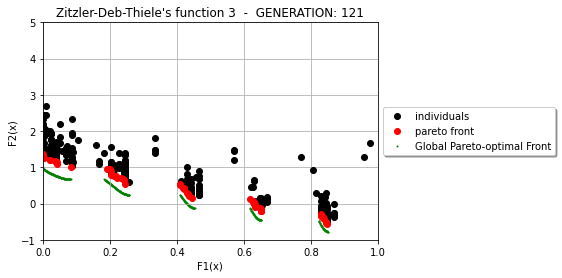 Zitzler-Deb-Thiele's function 3 - GENERATION: 121
5
4
3
2
1
0
−1
F2(x)
0.0 0.2 0.4 0.6 0.8 1.0
F1(x)
individuals
pareto front
Global Pareto-optimal Front